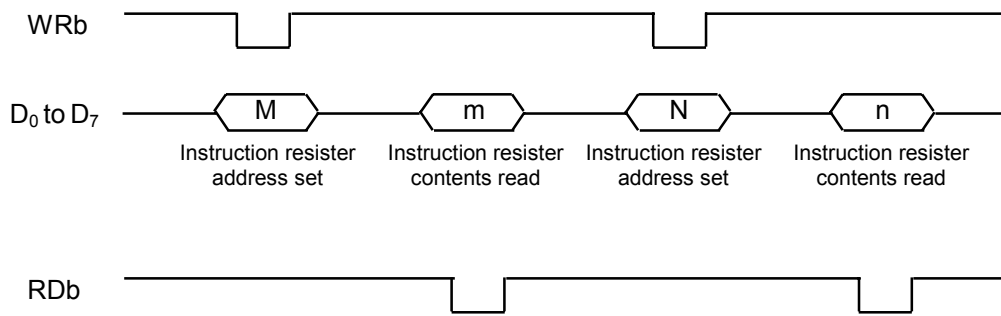 WRb
D0 to D7 M m N n
Instruction resister Instruction resister Instruction resister Instruction resister
address set contents read address set contents read
RDb